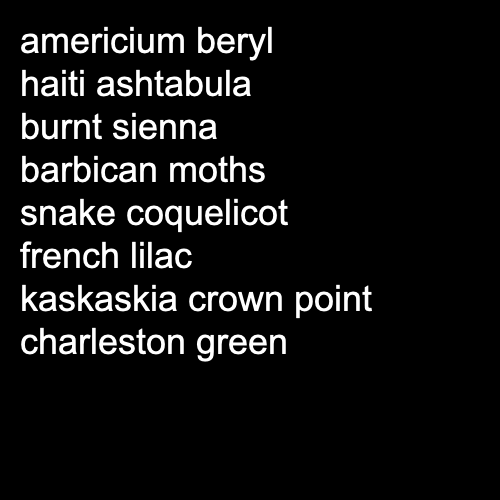 americium beryl
haiti ashtabula
burnt sienna
barbican moths
snake coquelicot
french lilac
kaskaskia crown point
charleston green